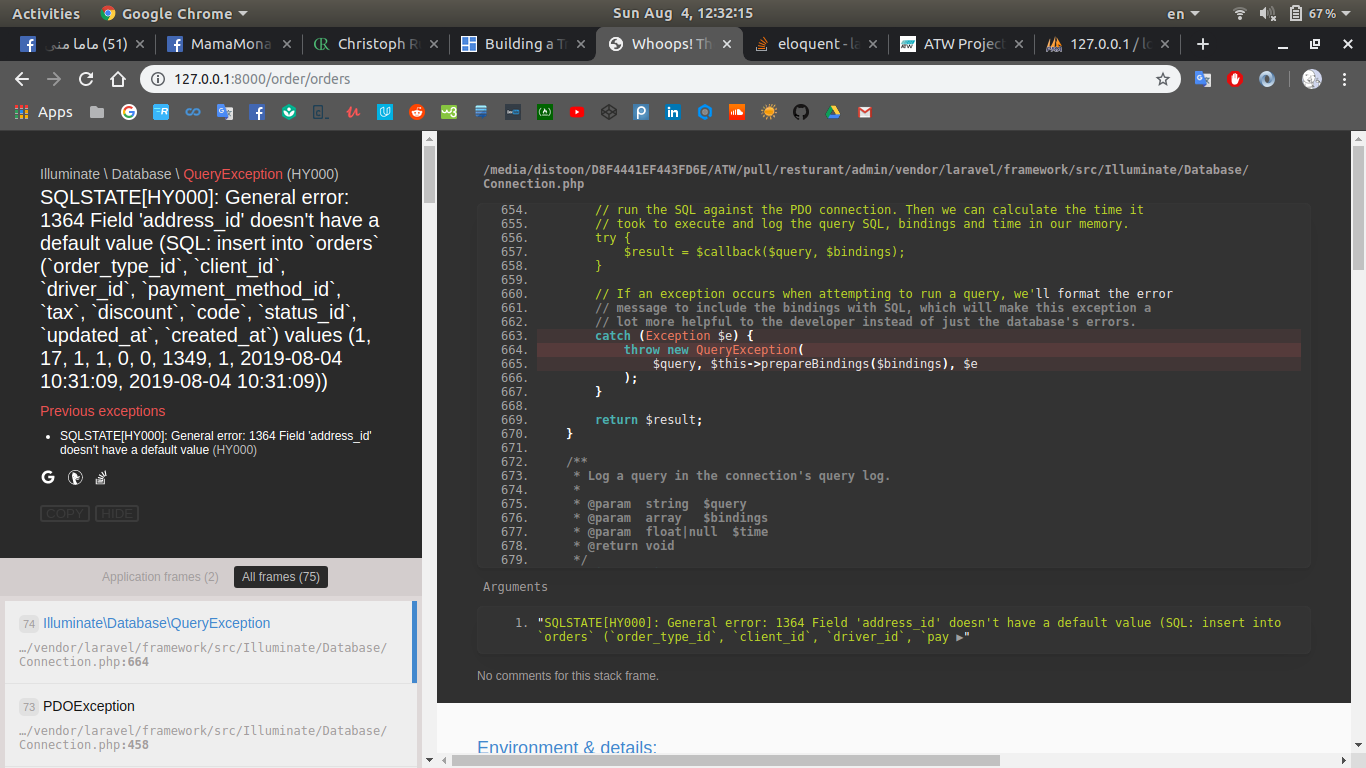 Activities
Google Chrome
Sun Aug 4, 12:32:15
en
67%
(51) ماما منى
MamaMona
Christoph R
Building a T
Whoops! Th
eloquent - la
ATW Project
127.0.0.1 / lo
127.0.0.1:8000/order/orders
Apps
Illuminate \ Database \ QueryException (HY000)
SQLSTATE[HY000]: General error:
1364 Field 'address_id' doesn't have a
default value (SQL: insert into `orders`
(`order_type_id`, `client_id`,
`driver_id`, `payment_method_id`,
`tax`, `discount`, `code`, `status_id`,
`updated_at`, `created_at`) values (1,
17, 1, 1, 0, 0, 1349, 1, 2019-08-04
10:31:09, 2019-08-04 10:31:09))
Previous exceptions
• SQLSTATE[HY000]: General error: 1364 Field 'address_id'
doesn't have a default value (HY000)
COPY HIDE
Application frames (2) All frames (75)
74 Illuminate\Database\QueryException
…/vendor/laravel/framework/src/Illuminate/Database/
Connection.php:664
73 PDOException
…/vendor/laravel/framework/src/Illuminate/Database/
Connection.php:458
/media/distoon/D8F4441EF443FD6E/ATW/pull/resturant/admin/vendor/laravel/framework/src/Illuminate/Database/
Connection.php
654. // run the SQL against the PDO connection. Then we can calculate the time it
655. // took to execute and log the query SQL, bindings and time in our memory.
656. try {
657. $result = $callback($query, $bindings);
658. }
659.
660. // If an exception occurs when attempting to run a query, we'll format the error
661. // message to include the bindings with SQL, which will make this exception a
662. // lot more helpful to the developer instead of just the database's errors.
663. catch (Exception $e) {
664. throw new QueryException(
665. $query, $this->prepareBindings($bindings), $e
666. );
667. }
668.
669. return $result;
670. }
671.
672. /**
673. * Log a query in the connection's query log.
674. *
675. * @param string $query
676. * @param array $bindings
677. * @param float|null $time
678. * @return void
679. */
Arguments
1. "SQLSTATE[HY000]: General error: 1364 Field 'address_id' doesn't have a default value (SQL: insert into
`orders` (`order_type_id`, `client_id`, `driver_id`, `pay ▶"
No comments for this stack frame.
Environment & details: